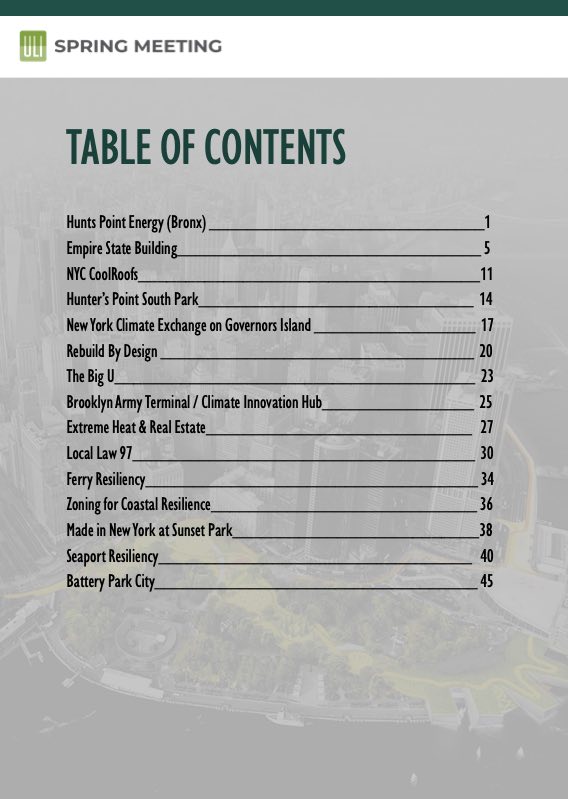 ULI SPRING MEETING
TABLE OF CONTENTS
Hunts Point Energy (Bronx) 1
Empire State Building 5
NYC CoolRoofs 11
Hunter's Point South Park 14
New York Climate Exchange on Governors Island 17
Rebuild By Design 20
The Big U 23
Brooklyn Army Terminal / Climate Innovation Hub 25
Extreme Heat & Real Estate 27
Local Law 97 30
Ferry Resiliency 34
Zoning for Coastal Resilience 36
Made in New York at Sunset Park 38
Seaport Resiliency 40
Battery Park City 45